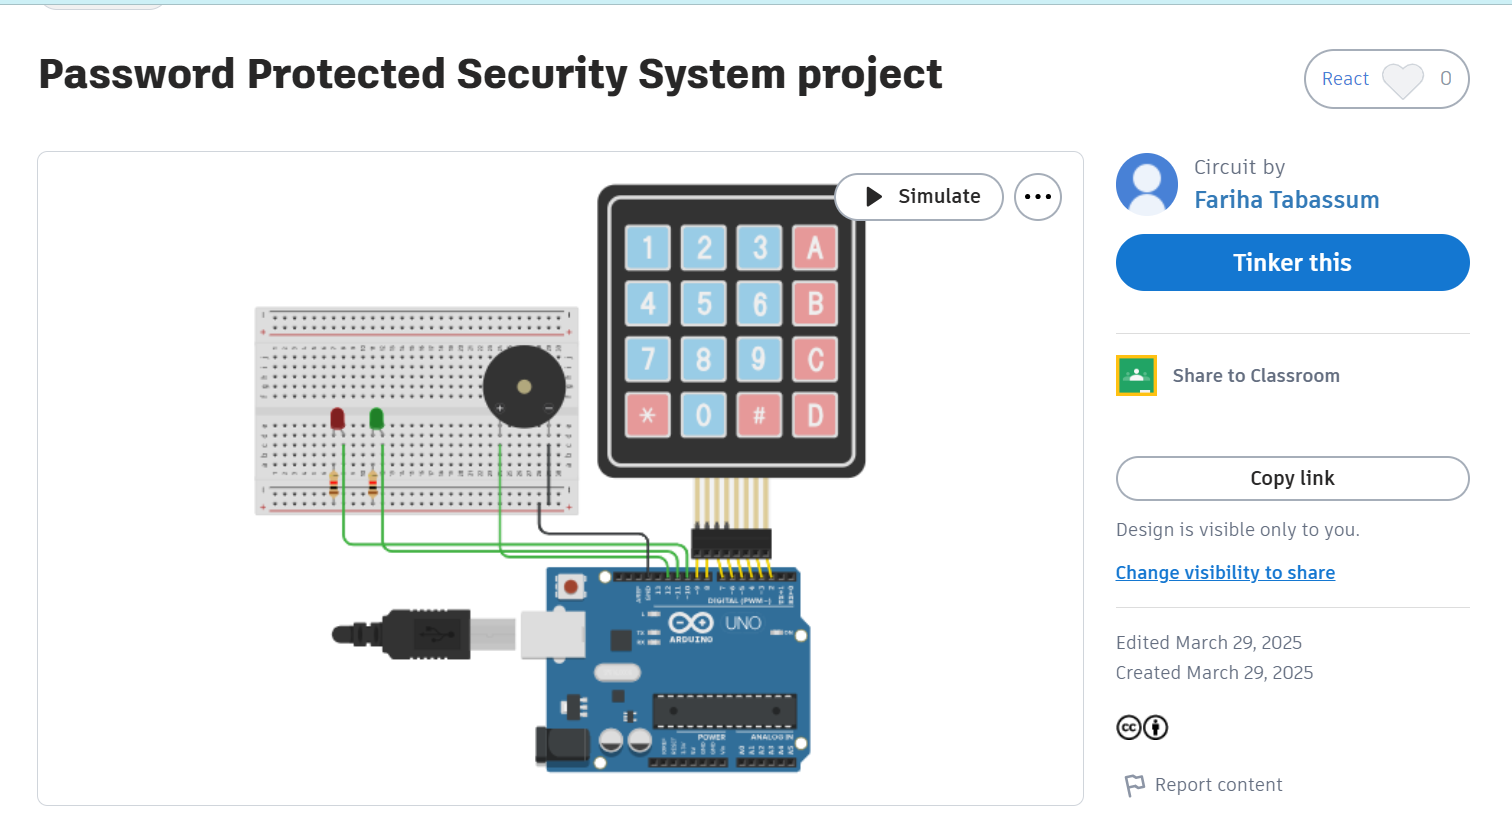 Password Protected Security System project
React 0
Simulate
1 2 3 A
4 5 6 B
7 8 9 C
* 0 # D
DIGITAL (PWM~)
UNO
ARDUINO
POWER ANALOG IN
Circuit by
Fariha Tabassum
Tinker this
Share to Classroom
Copy link
Design is visible only to you.
Change visibility to share
Edited March 29, 2025
Created March 29, 2025
cc
Report content